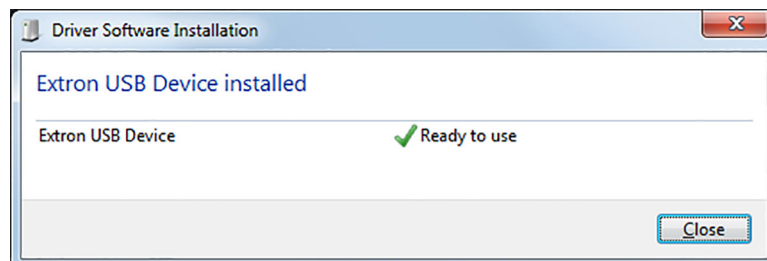 Driver Software Installation
Extron USB Device installed
Extron USB Device Ready to use
Close